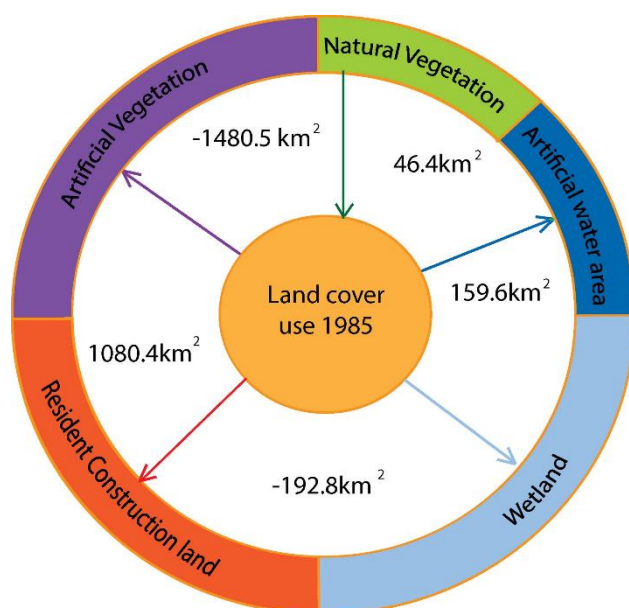 Natural Vegetation
Artificial Vegetation
-1480.5 km²
46.4km²
Artificial water area
Land cover
use 1985
159.6km²
1080.4km²
Resident Construction land
-192.8km²
Wetland